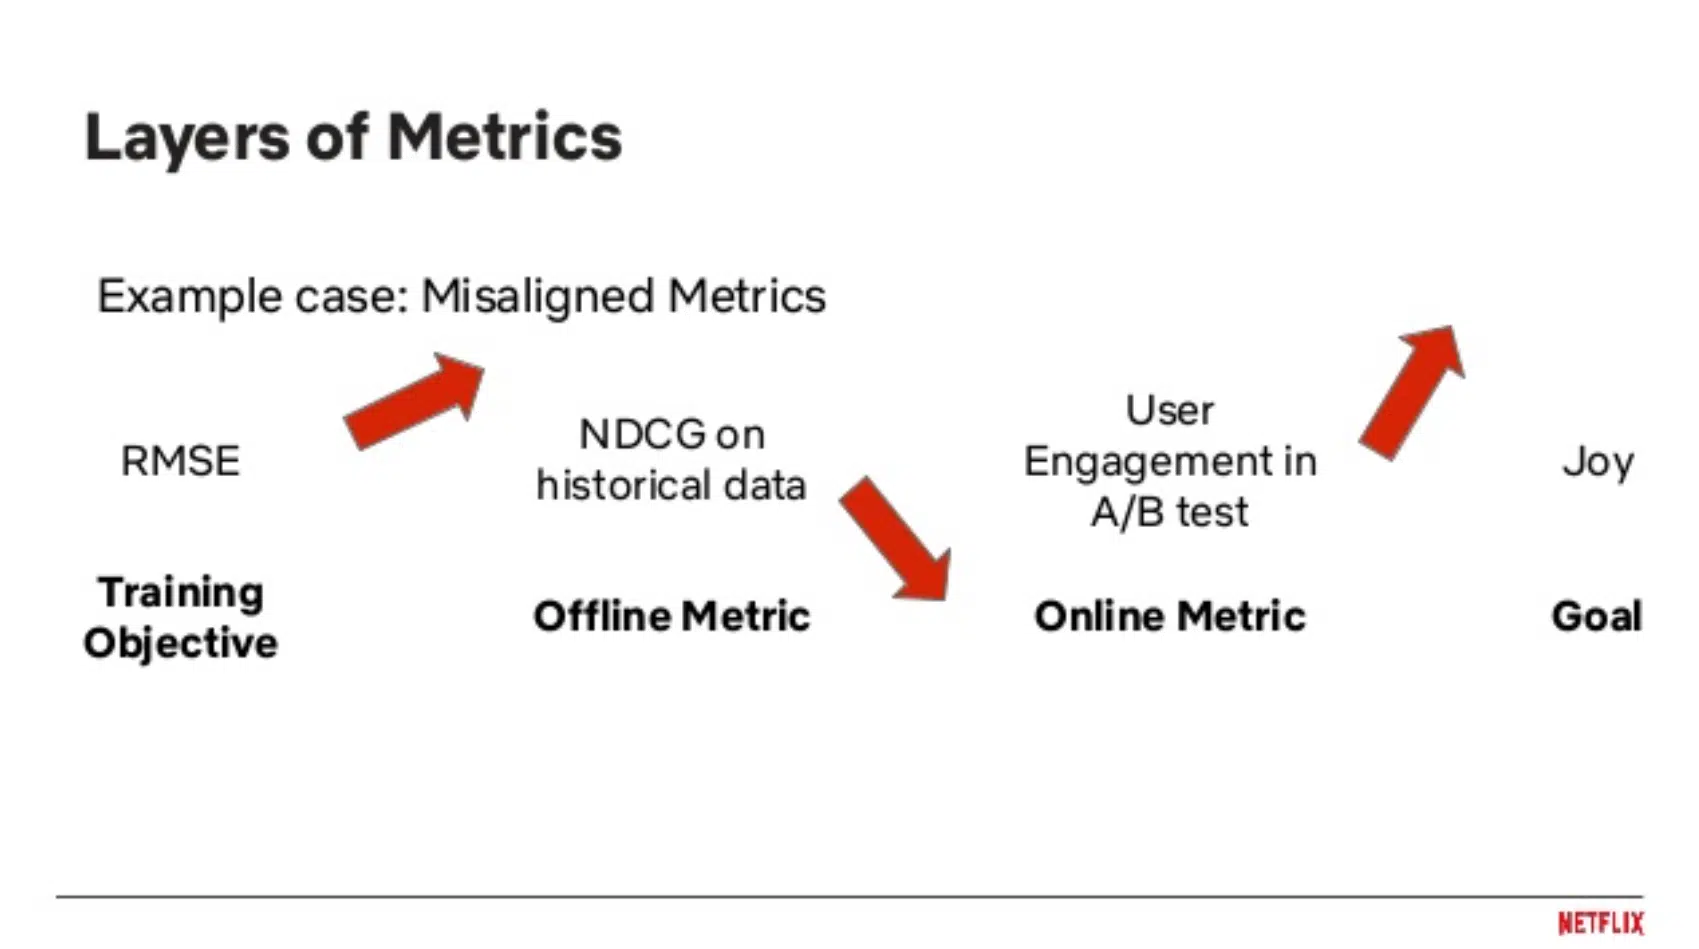 Layers of Metrics
Example case: Misaligned Metrics
RMSE
NDCG on
historical data
User
Engagement in
A/B test
Joy
Training
Objective
Offline Metric
Online Metric
Goal
NETFLIX